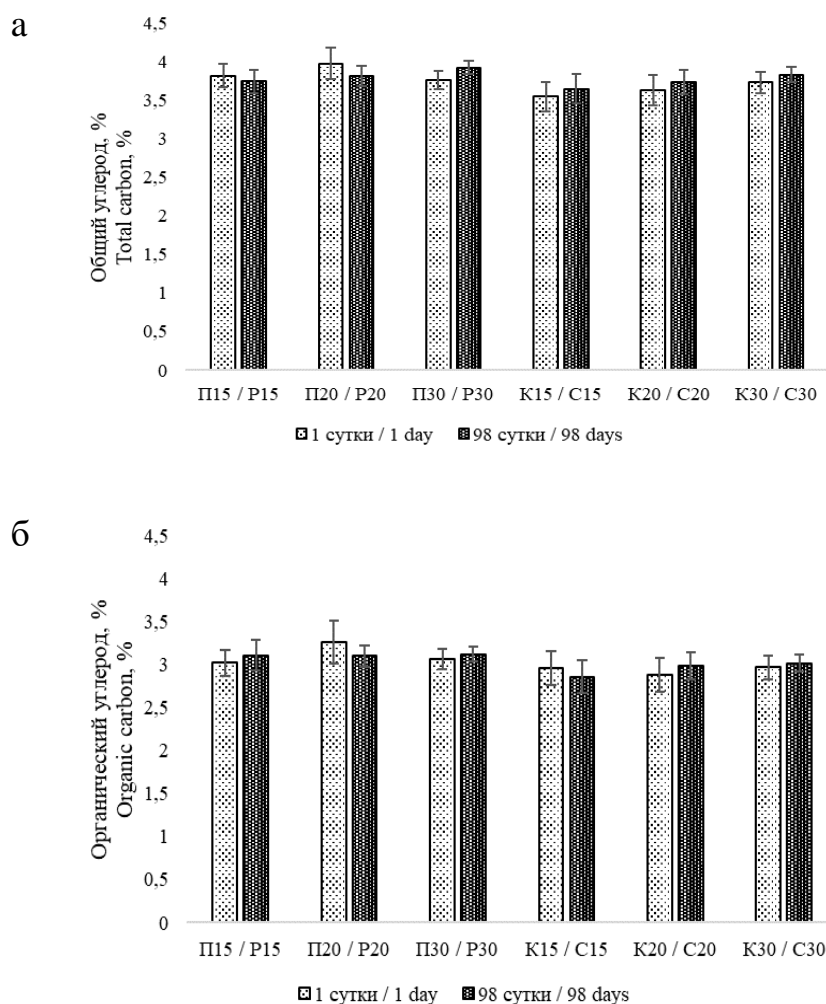 а
Общий углерод, %
Total carbon, %
4,5
4
3,5
3
2,5
2
1,5
1
0,5
0
П15 / P15 П20 / P20 П30 / P30 К15 / C15 К20 / C20 К30 / C30
1 сутки / 1 day 98 сутки / 98 days
б
Органический углерод, %
Organic carbon, %
4,5
4
3,5
3
2,5
2
1,5
1
0,5
0
П15 / P15 П20 / P20 П30 / P30 К15 / C15 К20 / C20 К30 / C30
1 сутки / 1 day 98 сутки / 98 days